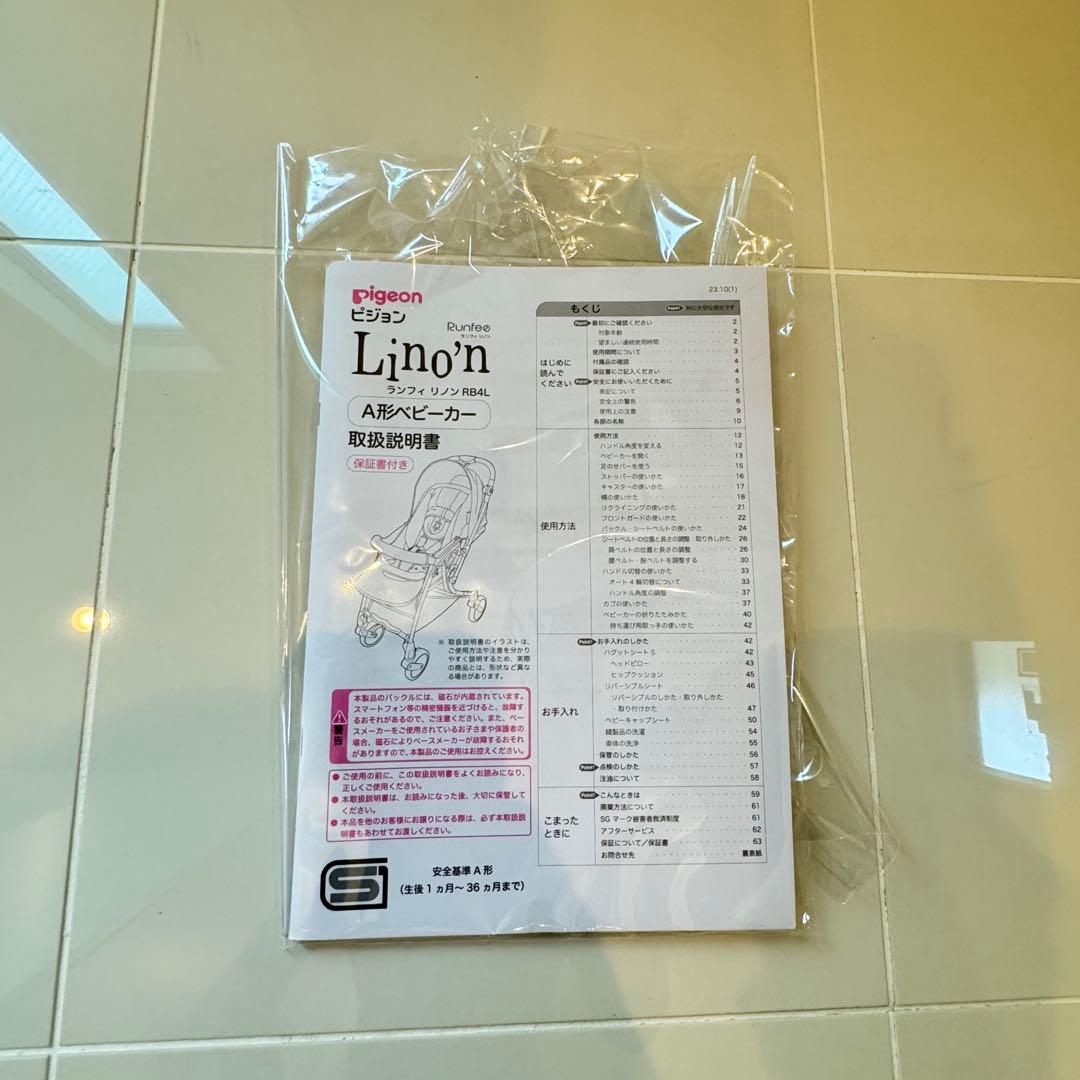 Pigeon
ピジョン
Runfee
ランフィ リノン
Lino'n
ランフィ リノン RB4L
A形ベビーカー
取扱説明書
保証書付き
※ 取扱説明書のイラストは、
ご使用方法や注意を分かり
やすく説明するため、実際
の商品とは、形状など異な
る場合があります。
警告
本製品のバックルには、磁石が内蔵されています。
スマートフォン等の精密機器を近づけると、故障す
るおそれがあるので、ご注意ください。また、ペー
スメーカーをご使用されているお子さまや保護者の
場合、磁石によりペースメーカーが故障するおそれ
がありますので、本製品のご使用はお控えください。
● ご使用の前に、この取扱説明書をよくお読みになり、
正しくご使用ください。
● 本取扱説明書は、お読みになった後、大切に保管して
ください。
● 本品を他のお客様にお譲りになる際は、必ず本取扱説
明書もあわせてお渡しください。
安全基準 A 形
(生後 1 ヵ月〜 36 ヵ月まで)
23.10(1)
もくじ
Point! 特に大切な部分です
はじめに
読んで
ください
Point! 最初にご確認ください 2
対象年齢 2
望ましい連続使用時間 2
使用期間について 3
付属品の確認 4
保証書にご記入ください 4
Point! 安全にお使いいただくために 5
表記について 5
安全上の警告 6
使用上の注意 9
各部の名称 10
使用方法
使用方法 12
ハンドル角度を変える 12
ベビーカーを開く 13
足のせバーを使う 15
ストッパーの使いかた 16
キャスターの使いかた 17
幌の使いかた 18
リクライニングの使いかた 21
フロントガードの使いかた 22
バックル・シートベルトの使いかた 24
シートベルトの位置と長さの調整・取り外しかた 26
肩ベルトの位置と長さの調整 26
腰ベルト・股ベルトを調整する 30
ハンドル切替の使いかた 33
オート 4 輪切替について 33
ハンドル角度の調整 37
カゴの使いかた 37
ベビーカーの折りたたみかた 40
持ち運び用取っ手の使いかた 42
お手入れ
Point! お手入れのしかた 42
ハグットシート S 42
ヘッドピロー 43
ヒップクッション 45
リバーシブルシート 46
リバーシブルのしかた・取り外しかた
・取り付けかた 47
ベビーキャップシート 50
縫製品の洗濯 54
車体の洗浄 55
保管のしかた 56
Point! 点検のしかた 57
注油について 58
こまった
ときに
Point! こんなときは 59
廃棄方法について 61
SG マーク被害者救済制度 61
アフターサービス 62
保証について／保証書 63
お問合せ先 裏表紙